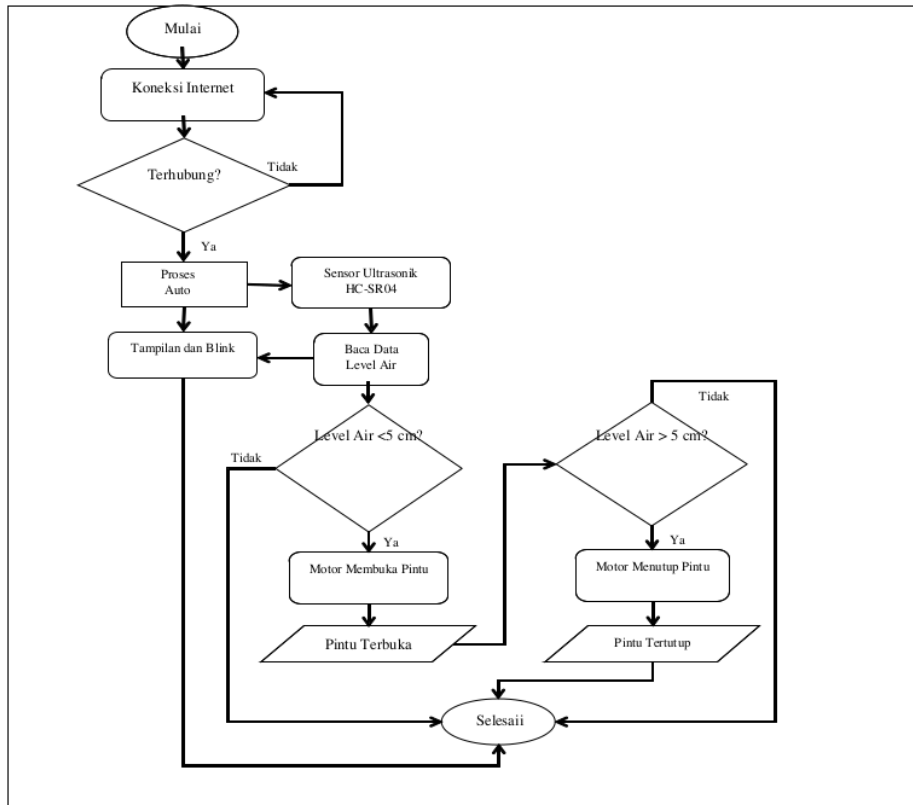 Mulai
Koneksi Internet
Terhubung?
Tidak
Ya
Proses
Auto
Sensor Ultrasonik
HC-SR04
Tampilan dan Blink
Baca Data
Level Air
Tidak
Level Air <5 cm?
Level Air > 5 cm?
Tidak
Ya
Ya
Motor Membuka Pintu
Motor Menutup Pintu
Pintu Terbuka
Pintu Tertutup
Selesaii